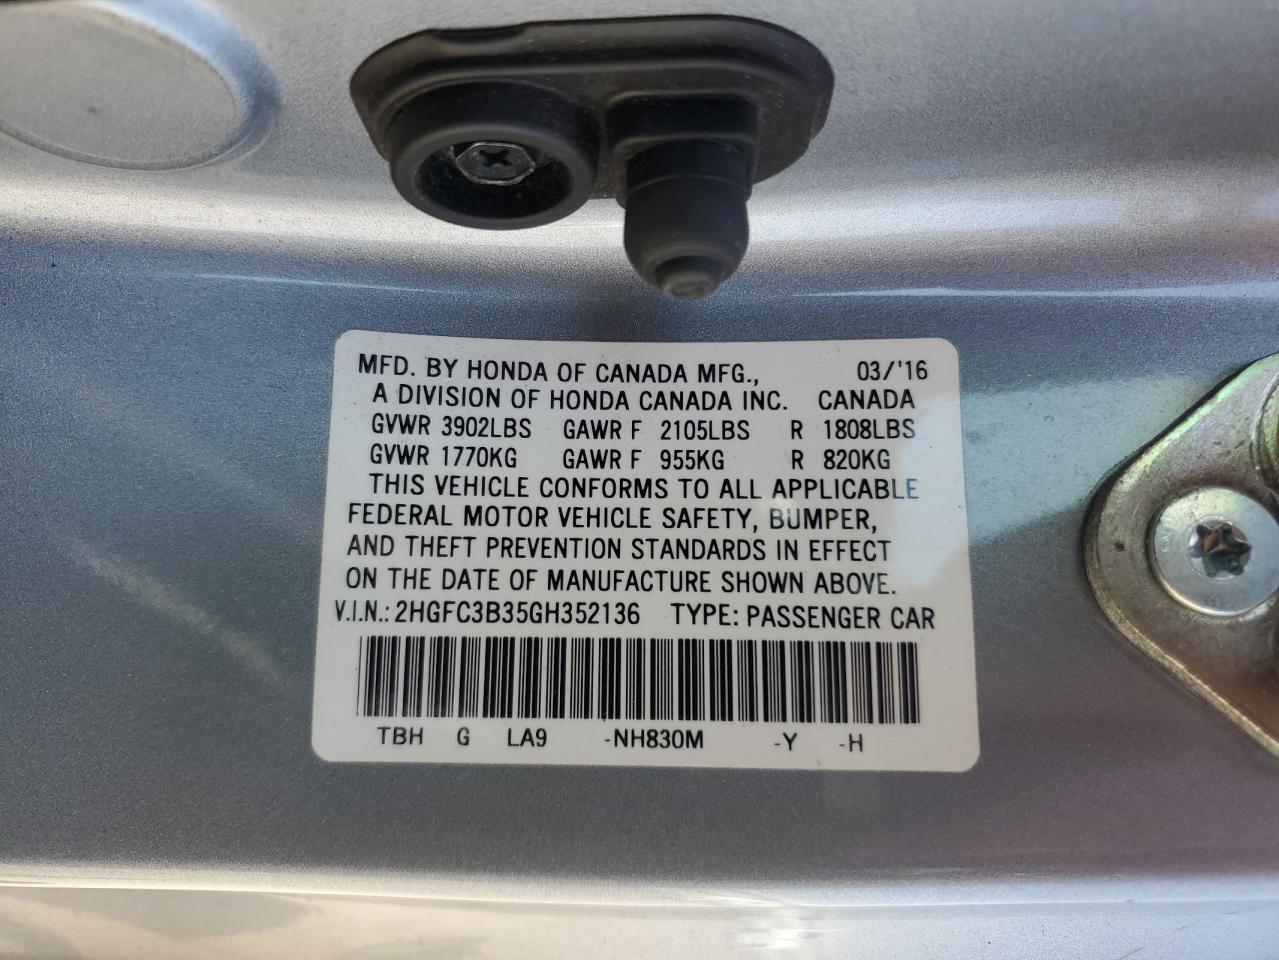 MFD. BY HONDA OF CANADA MFG., 03/'16
A DIVISION OF HONDA CANADA INC. CANADA
GVWR 3902LBS GAWR F 2105LBS R 1808LBS
GVWR 1770KG GAWR F 955KG R 820KG
THIS VEHICLE CONFORMS TO ALL APPLICABLE
FEDERAL MOTOR VEHICLE SAFETY, BUMPER,
AND THEFT PREVENTION STANDARDS IN EFFECT
ON THE DATE OF MANUFACTURE SHOWN ABOVE.
V.I.N.: 2HGFC3B35GH352136 TYPE: PASSENGER CAR
TBH G LA9 -NH830M -Y -H